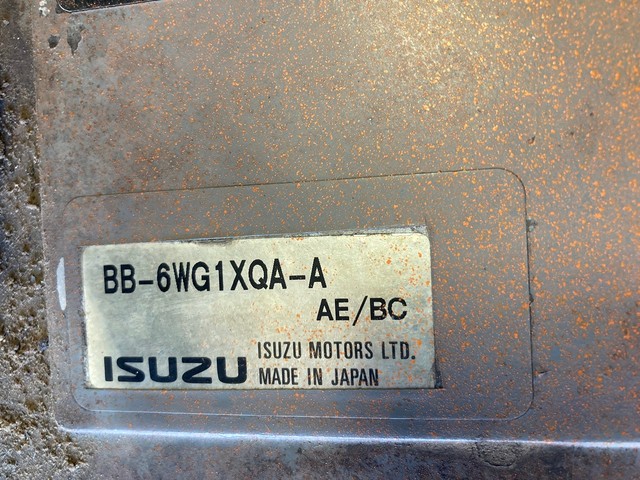 BB-6WG1XQA-A
AE/BC
ISUZU ISUZU MOTORS LTD.
MADE IN JAPAN